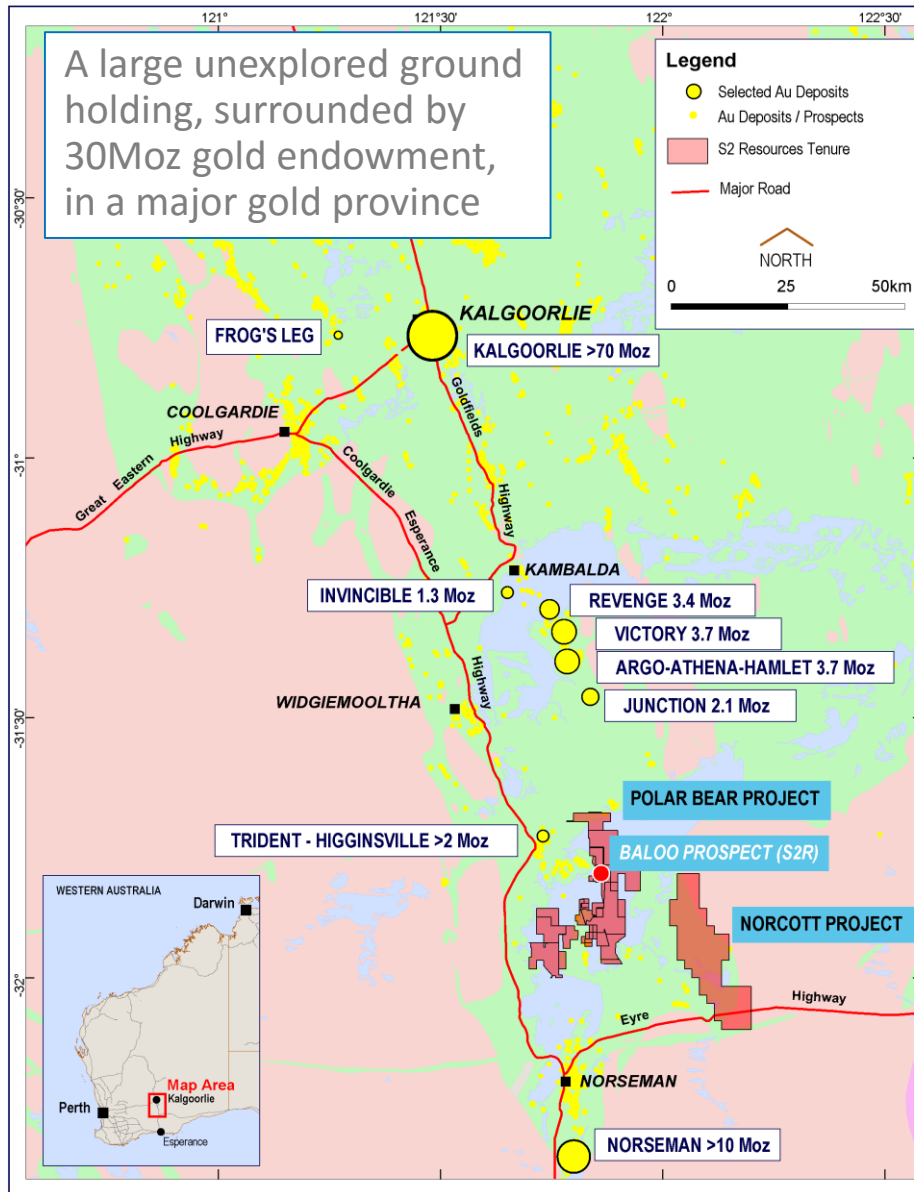 121°
121°30'
122°
122°30'
A large unexplored ground
holding, surrounded by
30Moz gold endowment,
in a major gold province
Legend
Selected Au Deposits
Au Deposits / Prospects
S2 Resources Tenure
Major Road
NORTH
0 25 50km
-30°30'
KALGOORLIE
FROG'S LEG
KALGOORLIE >70 Moz
COOLGARDIE
Goldfields
Highway
Great Eastern Highway
Coolgardie
Esperance
Highway
-31°
KAMBALDA
INVINCIBLE 1.3 Moz
REVENGE 3.4 Moz
VICTORY 3.7 Moz
ARGO-ATHENA-HAMLET 3.7 Moz
WIDGIEMOOLTHA
JUNCTION 2.1 Moz
-31°30'
POLAR BEAR PROJECT
TRIDENT - HIGGINSVILLE >2 Moz
BALOO PROSPECT (S2R)
NORCOTT PROJECT
WESTERN AUSTRALIA
Darwin
-32°
Eyre Highway
Map Area
Kalgoorlie
Perth
Esperance
NORSEMAN
NORSEMAN >10 Moz